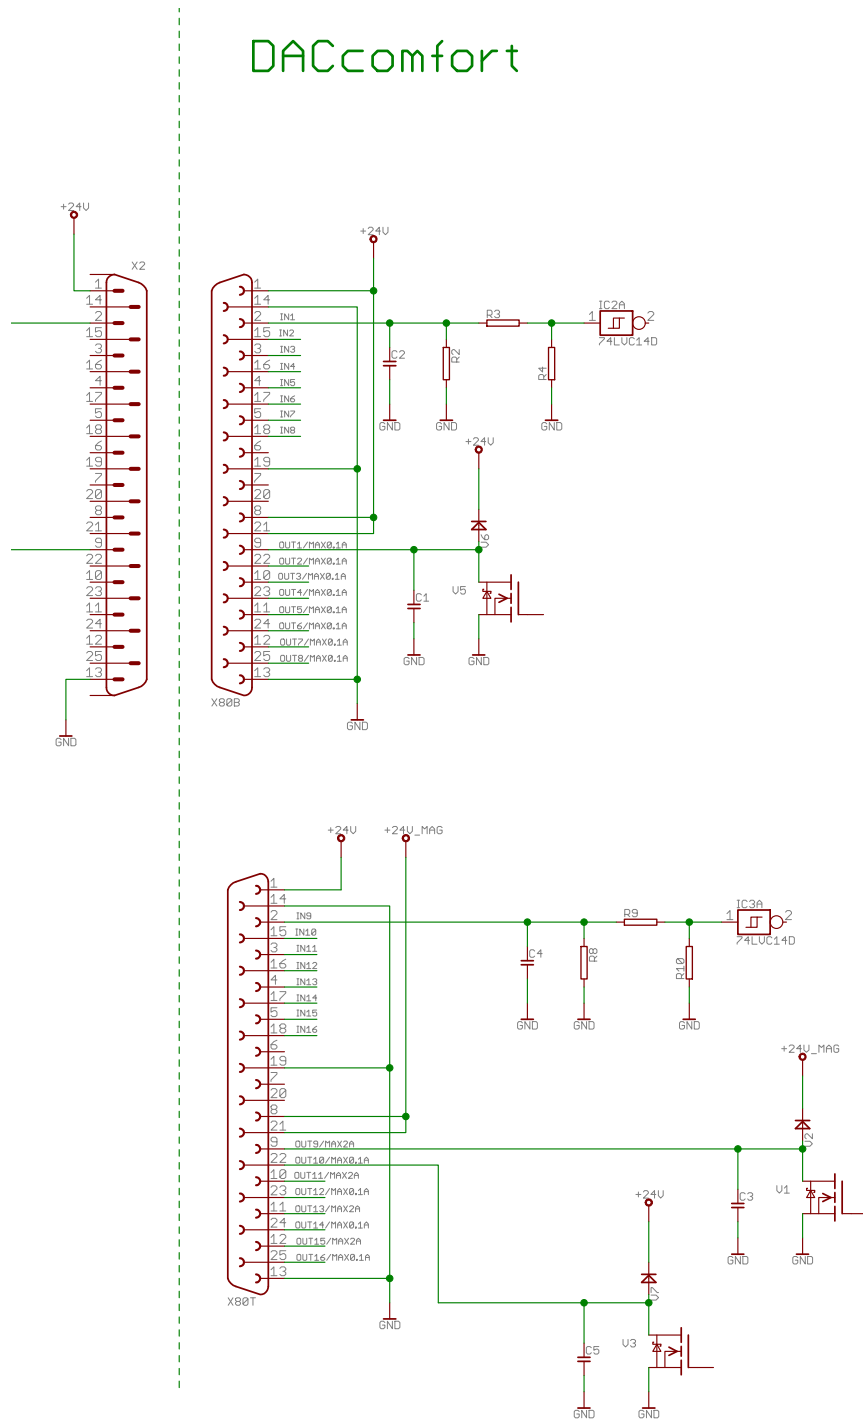 DACcomfort
+24V
X2
1
14
2
15
3
16
4
17
5
18
6
19
7
20
8
21
9
22
10
23
11
24
12
25
13
GND
+24V
1
14
2 IN1
15 IN2
3 IN3
16 IN4
4 IN5
17 IN6
5 IN7
18 IN8
6
19
7
20
8
21
9 OUT1/MAX0.1A
22 OUT2/MAX0.1A
10 OUT3/MAX0.1A
23 OUT4/MAX0.1A
11 OUT5/MAX0.1A
24 OUT6/MAX0.1A
12 OUT7/MAX0.1A
25 OUT8/MAX0.1A
13
X80B
GND
C2
GND
R2
GND
R3
R4
GND
IC2A
1 2
74LVC14D
+24V
V6
V5
C1
GND
GND
+24V
+24V_MAG
1
14
2 IN9
15 IN10
3 IN11
16 IN12
4 IN13
17 IN14
5 IN15
18 IN16
6
19
7
20
8
21
9 OUT9/MAX2A
22 OUT10/MAX0.1A
10 OUT11/MAX2A
23 OUT12/MAX0.1A
11 OUT13/MAX2A
24 OUT14/MAX0.1A
12 OUT15/MAX2A
25 OUT16/MAX0.1A
13
X80T
GND
C4
GND
R8
GND
R9
R10
GND
IC3A
1 2
74LVC14D
+24V_MAG
V2
V1
C3
GND
GND
+24V
V7
V3
C5
GND
GND